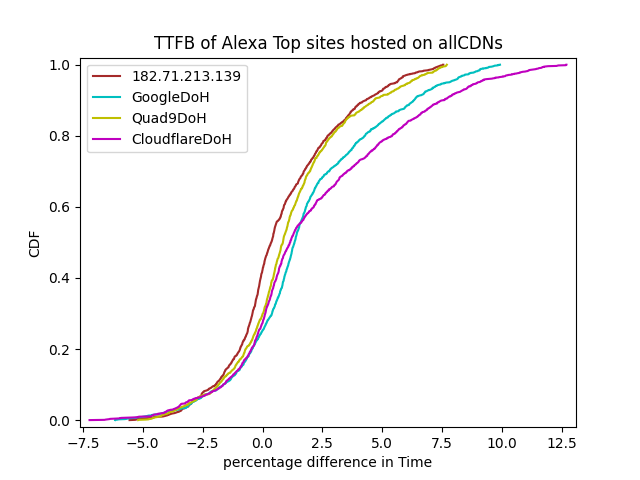 TTFB of Alexa Top sites hosted on allCDNs
182.71.213.139
GoogleDoH
Quad9DoH
CloudflareDoH
CDF
1.0
0.8
0.6
0.4
0.2
0.0
−7.5 −5.0 −2.5 0.0 2.5 5.0 7.5 10.0 12.5
percentage difference in Time